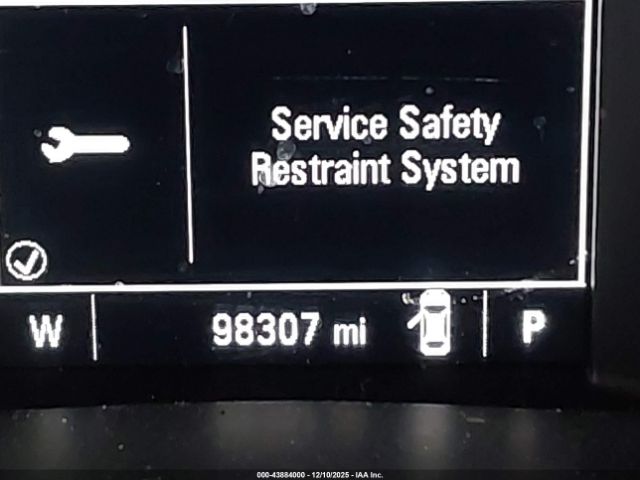 Service Safety
Restraint System
W
98307 mi
P
000-43884000 - 12/10/2025 - IAA Inc.